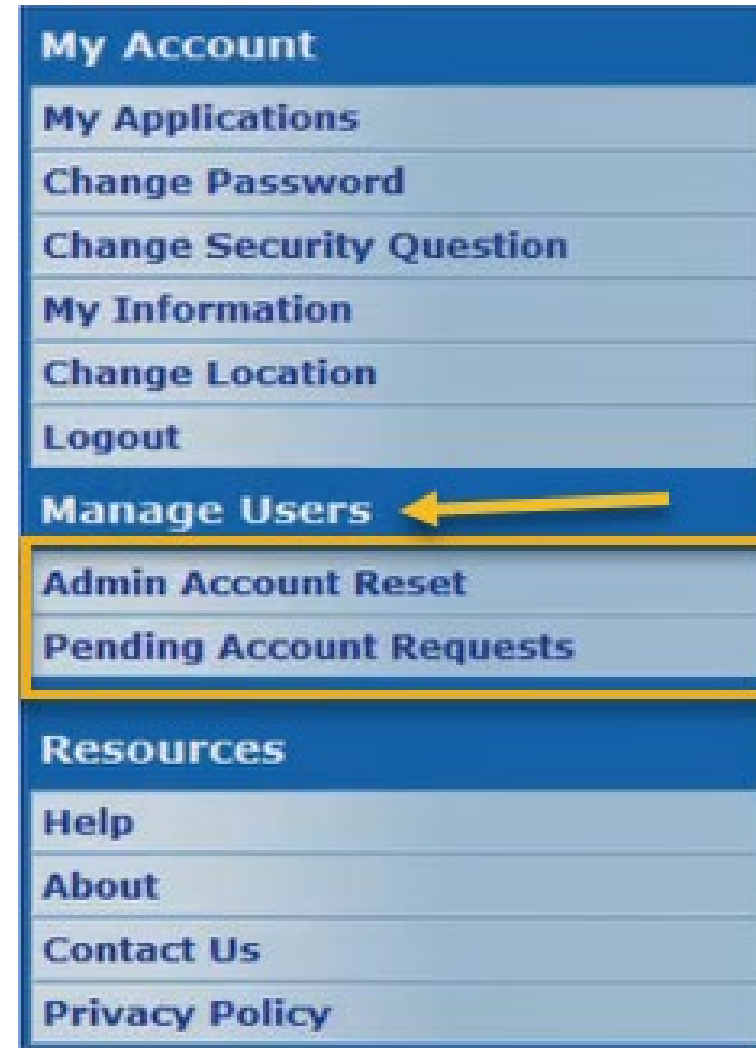 My Account
My Applications
Change Password
Change Security Question
My Information
Change Location
Logout
Manage Users
Admin Account Reset
Pending Account Requests
Resources
Help
About
Contact Us
Privacy Policy